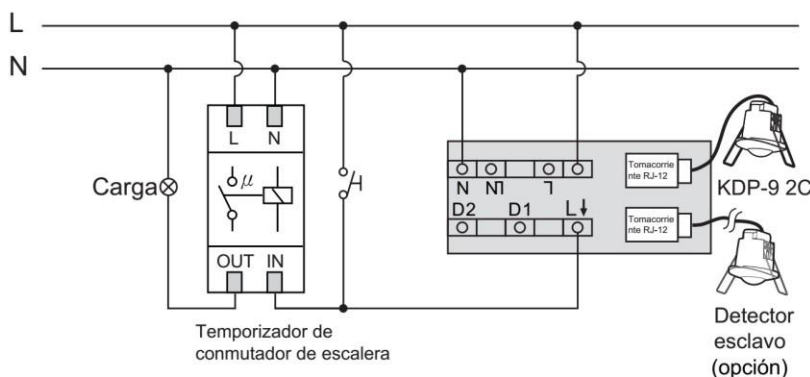 L
N
L N
Carga
μ
OUT IN
Temporizador de
conmutador de escalera
N N L
D2 D1 L↓
Tomacorrie
nte RJ-12
Tomacorrie
nte RJ-12
KDP-9 2C
Detector
esclavo
(opción)